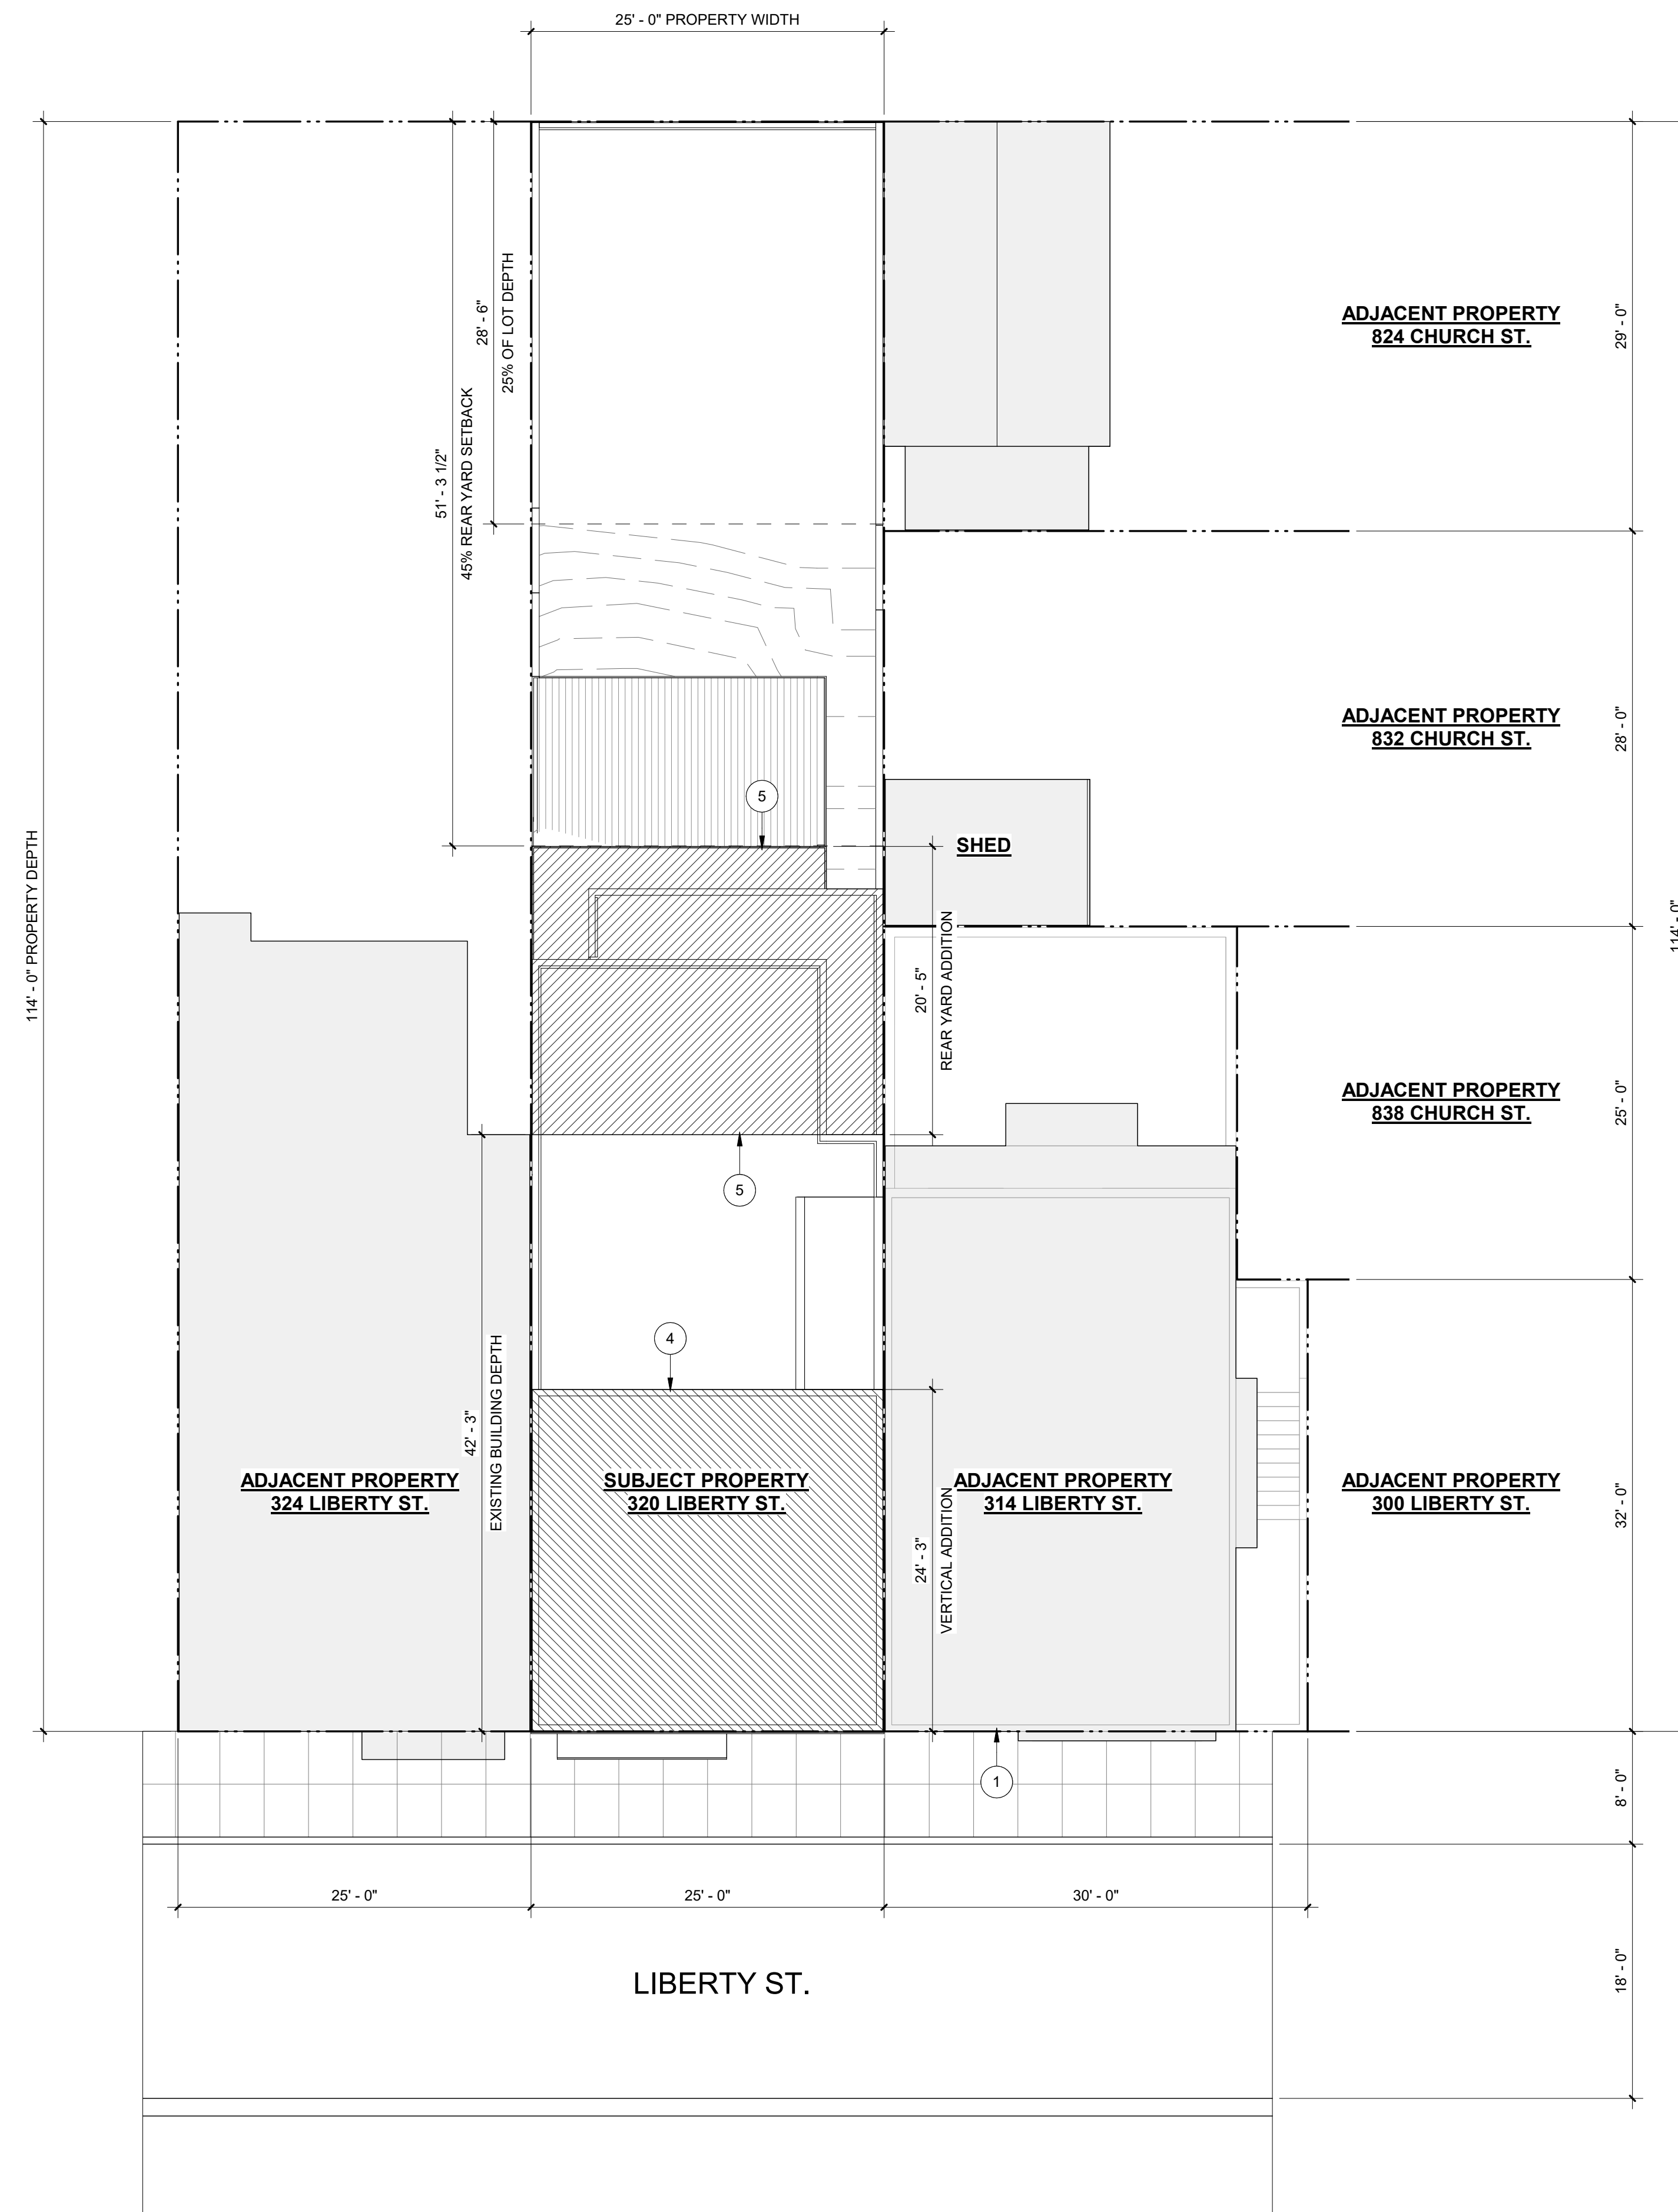 25' - 0" PROPERTY WIDTH
28' - 6"
25% OF LOT DEPTH
51' - 3 1/2"
45% REAR YARD SETBACK
ADJACENT PROPERTY
824 CHURCH ST.
29' - 0"
ADJACENT PROPERTY
832 CHURCH ST.
28' - 0"
5
SHED
114' - 0" PROPERTY DEPTH
114' - 0"
20' - 5"
REAR YARD ADDITION
ADJACENT PROPERTY
838 CHURCH ST.
25' - 0"
5
4
42' - 3"
EXISTING BUILDING DEPTH
ADJACENT PROPERTY
324 LIBERTY ST.
SUBJECT PROPERTY
320 LIBERTY ST.
24' - 3"
VERTICAL ADDITION
ADJACENT PROPERTY
314 LIBERTY ST.
ADJACENT PROPERTY
300 LIBERTY ST.
32' - 0"
1
8' - 0"
25' - 0"
25' - 0"
30' - 0"
LIBERTY ST.
18' - 0"